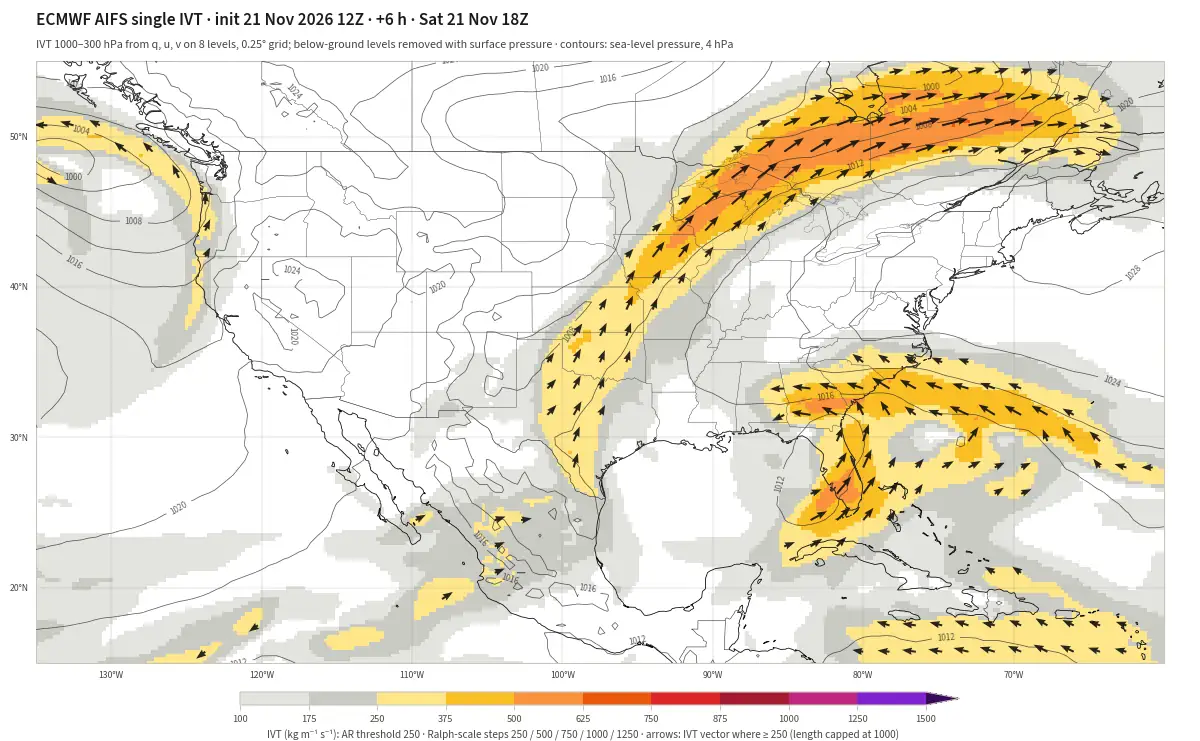 ECMWF AIFS single IVT · init 21 Nov 2026 12Z · +6 h · Sat 21 Nov 18Z
IVT 1000–300 hPa from q, u, v on 8 levels, 0.25° grid; below-ground levels removed with surface pressure · contours: sea-level pressure, 4 hPa
1020
1016
1024
1000
1004
1020
1004
50°N
1012
1000
1008
1016
1028
1024
1020
40°N
1020
1008
1024
1016
30°N
1012
1020
1016
1016
1016
20°N
1012
1012
1012
130°W
120°W
110°W
100°W
90°W
80°W
70°W
100
175
250
375
500
625
750
875
1000
1250
1500
IVT (kg m⁻¹ s⁻¹): AR threshold 250 · Ralph-scale steps 250 / 500 / 750 / 1000 / 1250 · arrows: IVT vector where ≥ 250 (length capped at 1000)